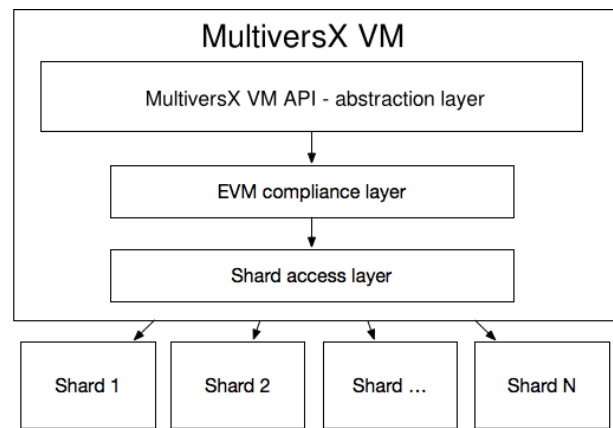 MultiversX VM
MultiversX VM API - abstraction layer
EVM compliance layer
Shard access layer
Shard 1
Shard 2
Shard ...
Shard N